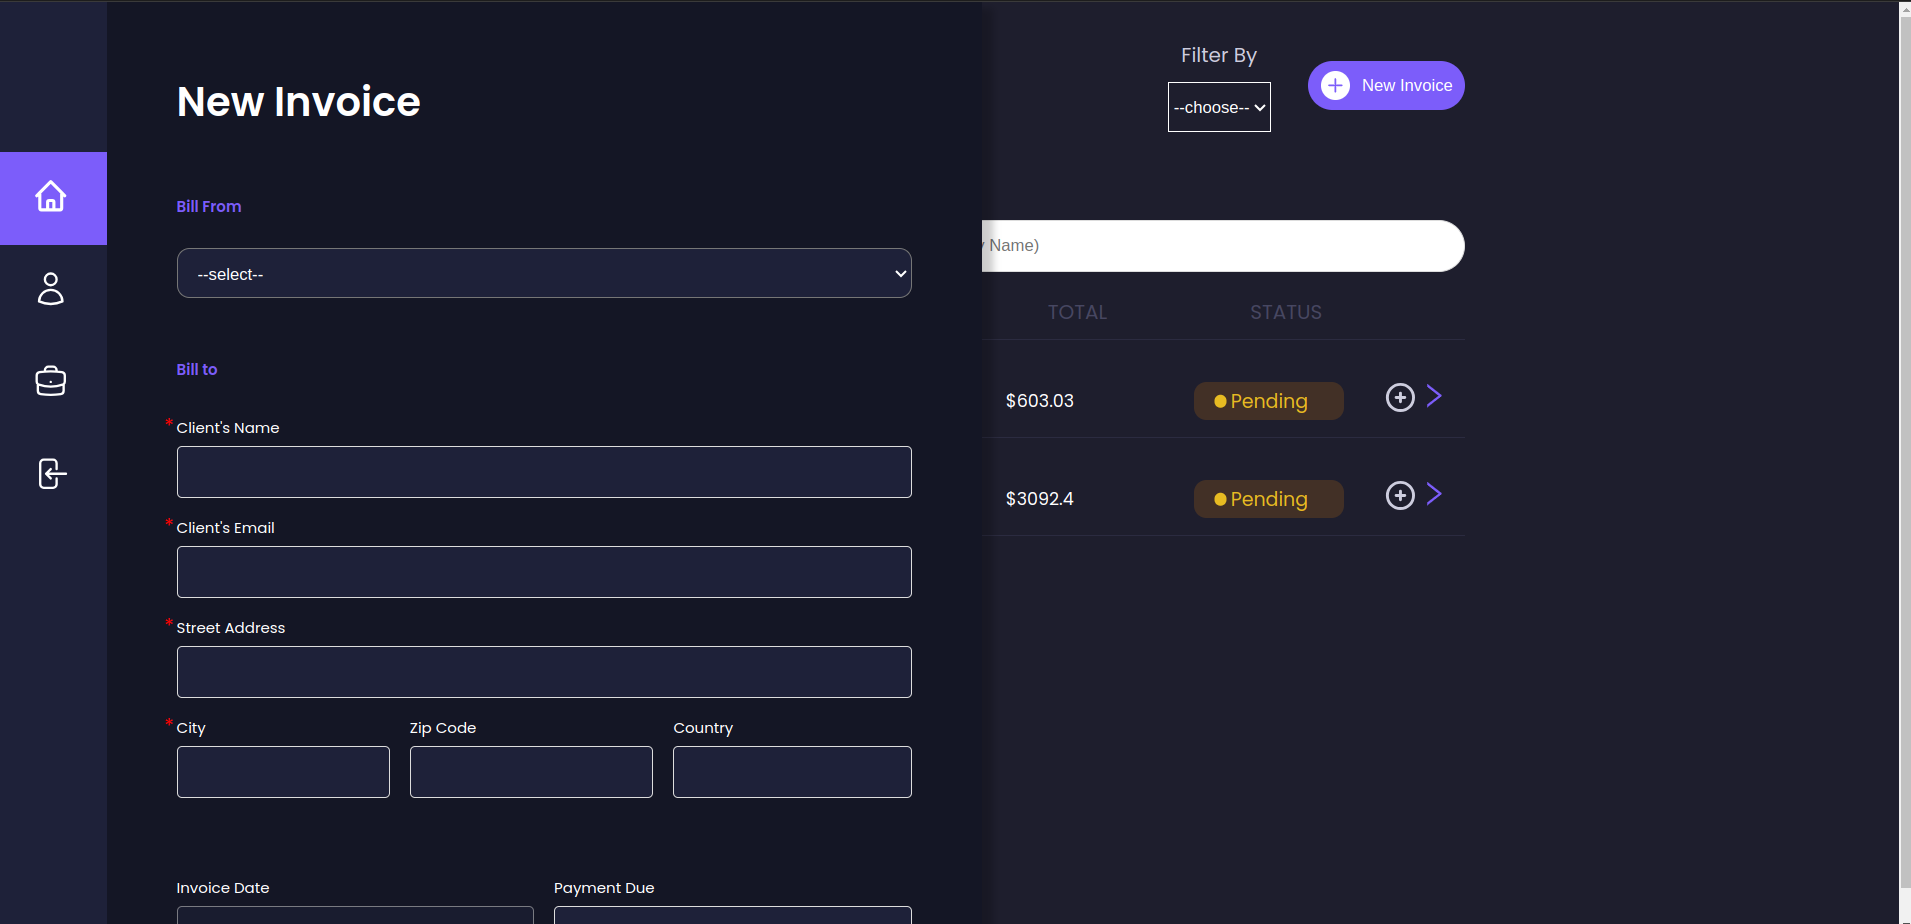 New Invoice
Bill From
--select--
Bill to
* Client's Name
* Client's Email
* Street Address
* City
Zip Code
Country
Invoice Date
Payment Due
Filter By
--choose--
New Invoice
Name)
TOTAL
STATUS
$603.03
Pending
$3092.4
Pending